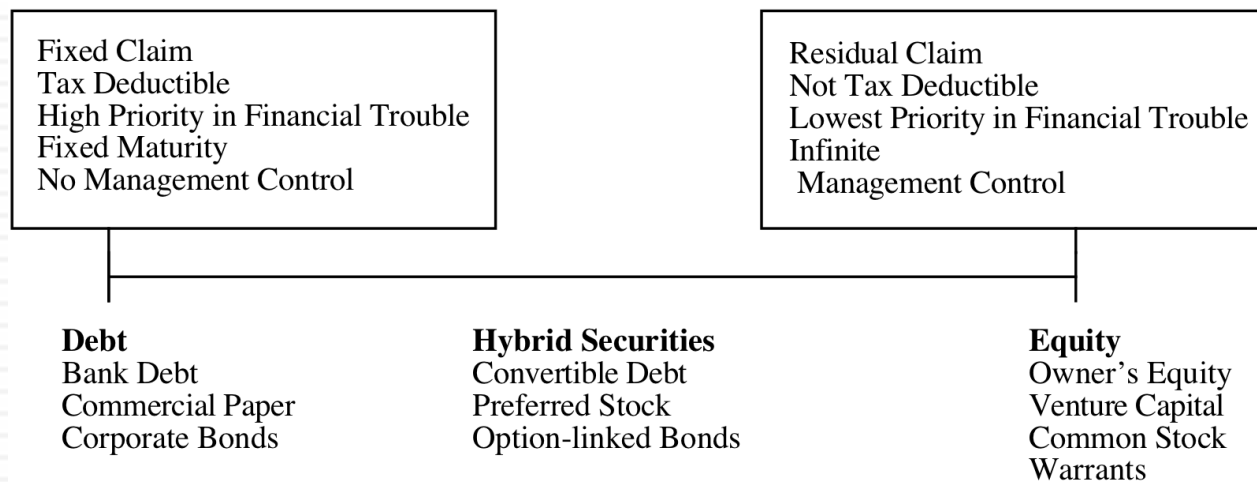 Fixed Claim
Tax Deductible
High Priority in Financial Trouble
Fixed Maturity
No Management Control
Residual Claim
Not Tax Deductible
Lowest Priority in Financial Trouble
Infinite
Management Control
Debt
Bank Debt
Commercial Paper
Corporate Bonds
Hybrid Securities
Convertible Debt
Preferred Stock
Option-linked Bonds
Equity
Owner’s Equity
Venture Capital
Common Stock
Warrants